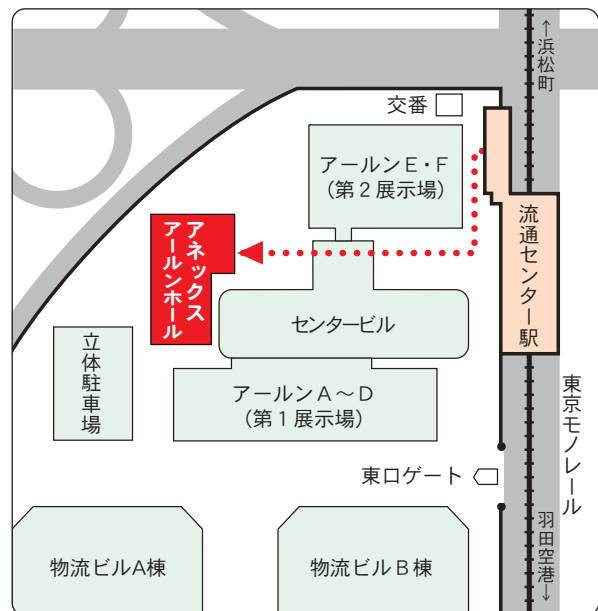 ↑浜松町
交番
アールンE・F
(第2展示場)
アネックス
アールンホール
流通センター駅
センタービル
立体駐車場
アールンA～D
(第1展示場)
東京モノレール
東口ゲート
羽田空港↓
物流ビルA棟
物流ビルB棟